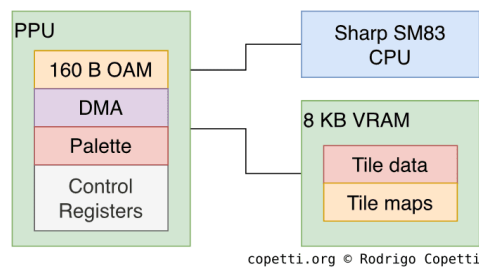 PPU
160 B OAM
DMA
Palette
Control
Registers
Sharp SM83
CPU
8 KB VRAM
Tile data
Tile maps
copetti.org © Rodrigo Copetti